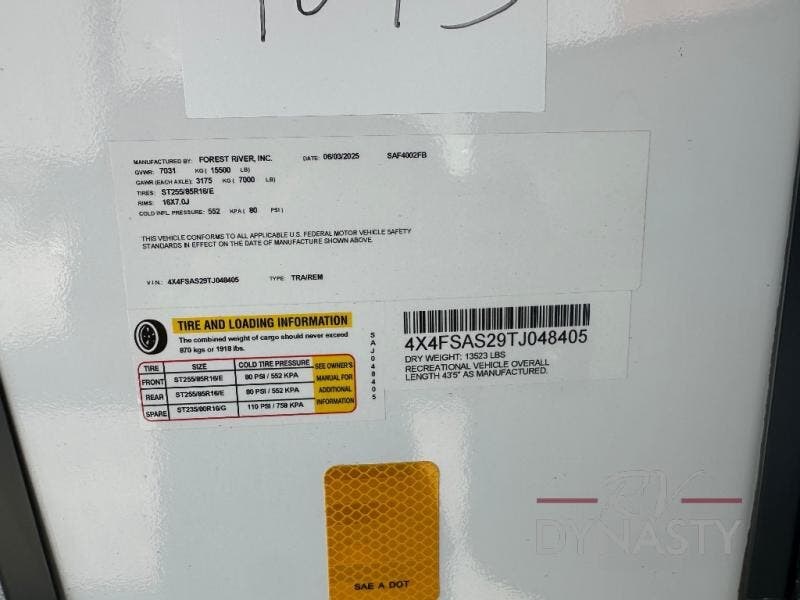 MANUFACTURED BY: FOREST RIVER, INC. DATE: 06/03/2025 SAF4002FB
GVWR: 7031 KG ( 15500 LB)
GAWR (EACH AXLE): 3175 KG ( 7000 LB)
TIRES: ST255/85R16/E
RIMS: 16X7.0J
COLD INFL. PRESSURE: 552 KPA ( 80 PSI)
THIS VEHICLE CONFORMS TO ALL APPLICABLE U.S. FEDERAL MOTOR VEHICLE SAFETY
STANDARDS IN EFFECT ON THE DATE OF MANUFACTURE SHOWN ABOVE.
V.I.N.: 4X4FSAS29TJ048405 TYPE: TRA/REM
TIRE AND LOADING INFORMATION
The combined weight of cargo should never exceed
870 kgs or 1918 lbs.
TIRE SIZE COLD TIRE PRESSURE SEE OWNER'S
FRONT ST255/85R16/E 80 PSI / 552 KPA MANUAL FOR
REAR ST255/85R16/E 80 PSI / 552 KPA ADDITIONAL
SPARE ST235/80R16/G 110 PSI / 758 KPA INFORMATION
SAJ048405
4X4FSAS29TJ048405
DRY WEIGHT: 13523 LBS
RECREATIONAL VEHICLE OVERALL
LENGTH 43'5" AS MANUFACTURED.
RV
DYNASTY
SAE A DOT